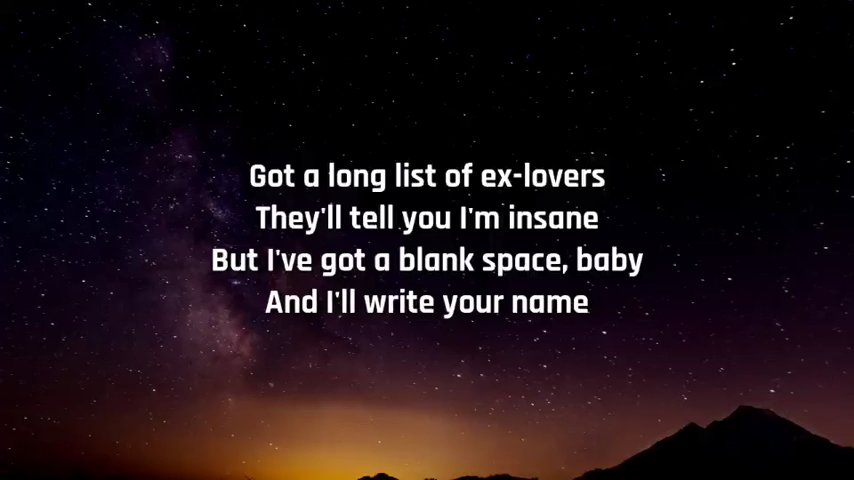 Got a long list of ex-lovers
They'll tell you I'm insane
But I've got a blank space, baby
And I'll write your name